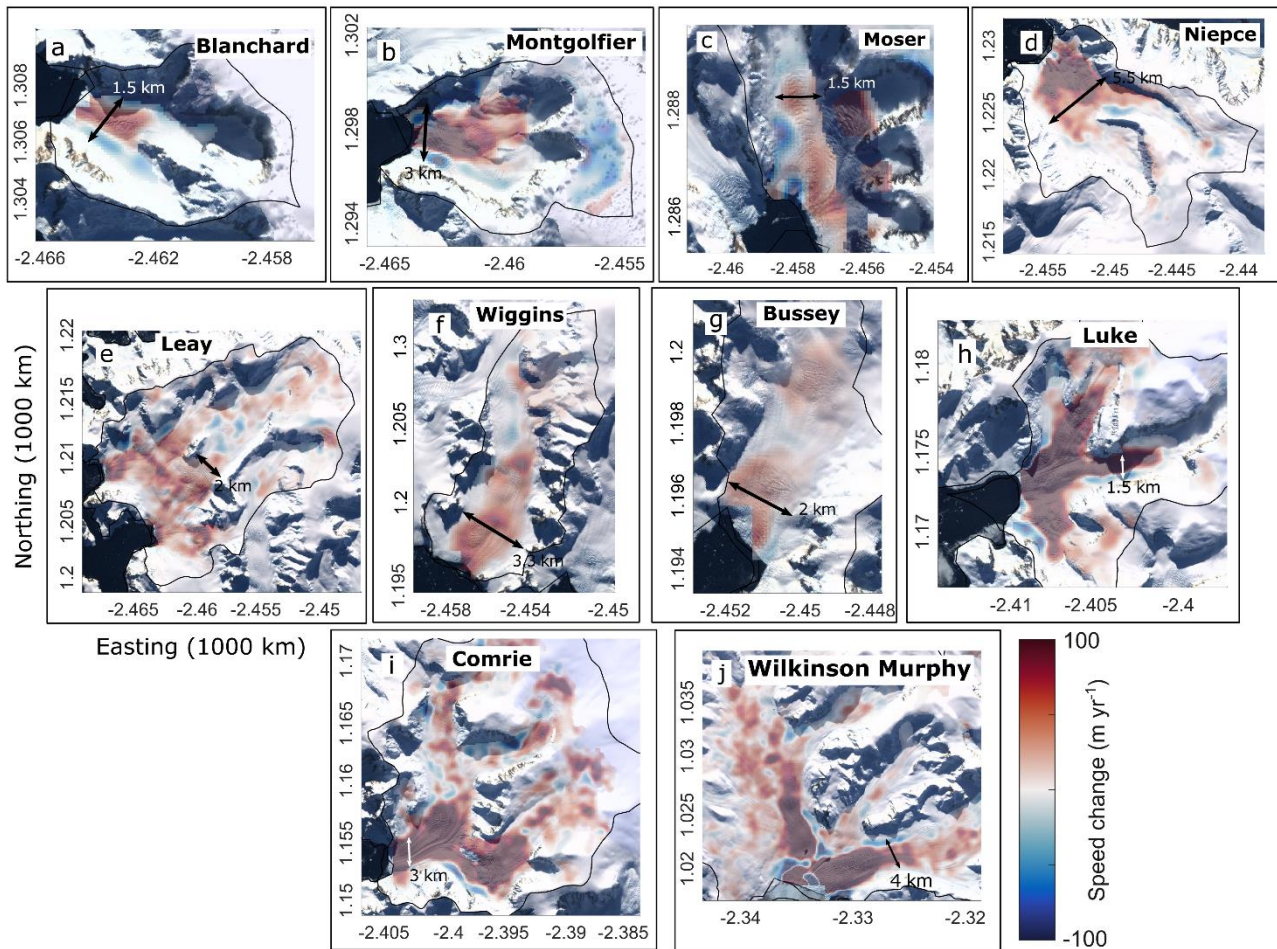 a
Blanchard
1.5 km
1.308
1.306
1.304
-2.466
-2.462
-2.458
b
Montgolfier
3 km
1.302
1.298
1.294
-2.465
-2.46
-2.455
c
Moser
1.5 km
1.288
1.286
-2.46
-2.458
-2.456
-2.454
d
Niepce
5.5 km
1.23
1.225
1.22
1.215
-2.455
-2.45
-2.445
-2.44
e
Leay
2 km
1.22
1.215
1.21
1.205
1.2
-2.465
-2.46
-2.455
-2.45
f
Wiggins
3.3 km
1.3
1.205
1.2
1.195
-2.458
-2.454
-2.45
g
Bussey
2 km
1.2
1.198
1.196
1.194
-2.452
-2.45
-2.448
h
Luke
1.5 km
1.18
1.175
1.17
-2.41
-2.405
-2.4
Northing (1000 km)
Easting (1000 km)
i
Comrie
3 km
1.17
1.165
1.16
1.155
1.15
-2.405
-2.4
-2.395
-2.39
-2.385
j
Wilkinson Murphy
4 km
1.035
1.03
1.025
1.02
-2.34
-2.33
-2.32
100
Speed change (m yr⁻¹)
-100